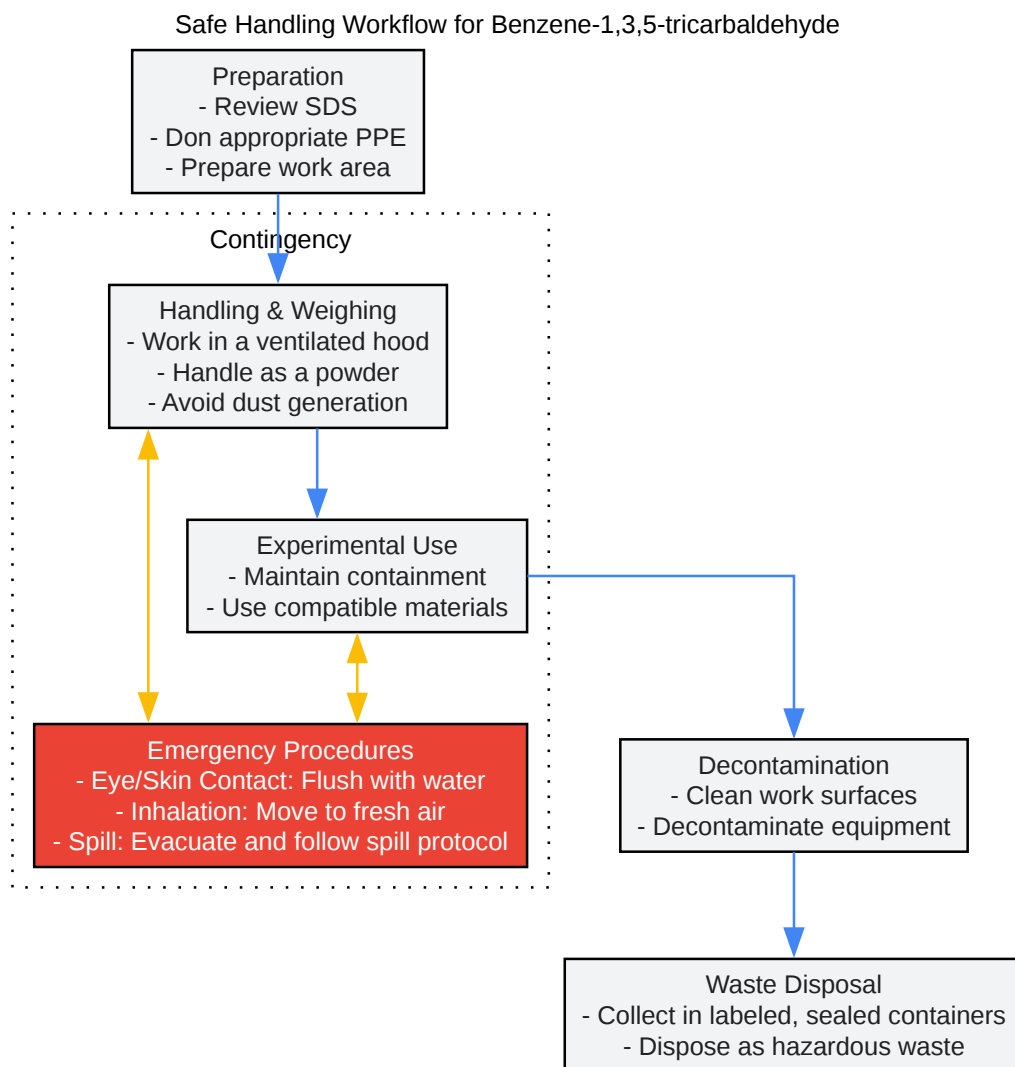 Safe Handling Workflow for Benzene-1,3,5-tricarbaldehyde
Preparation
- Review SDS
- Don appropriate PPE
- Prepare work area
Contingency
Handling & Weighing
- Work in a ventilated hood
- Handle as a powder
- Avoid dust generation
Experimental Use
- Maintain containment
- Use compatible materials
Emergency Procedures
- Eye/Skin Contact: Flush with water
- Inhalation: Move to fresh air
- Spill: Evacuate and follow spill protocol
Decontamination
- Clean work surfaces
- Decontaminate equipment
Waste Disposal
- Collect in labeled, sealed containers
- Dispose as hazardous waste